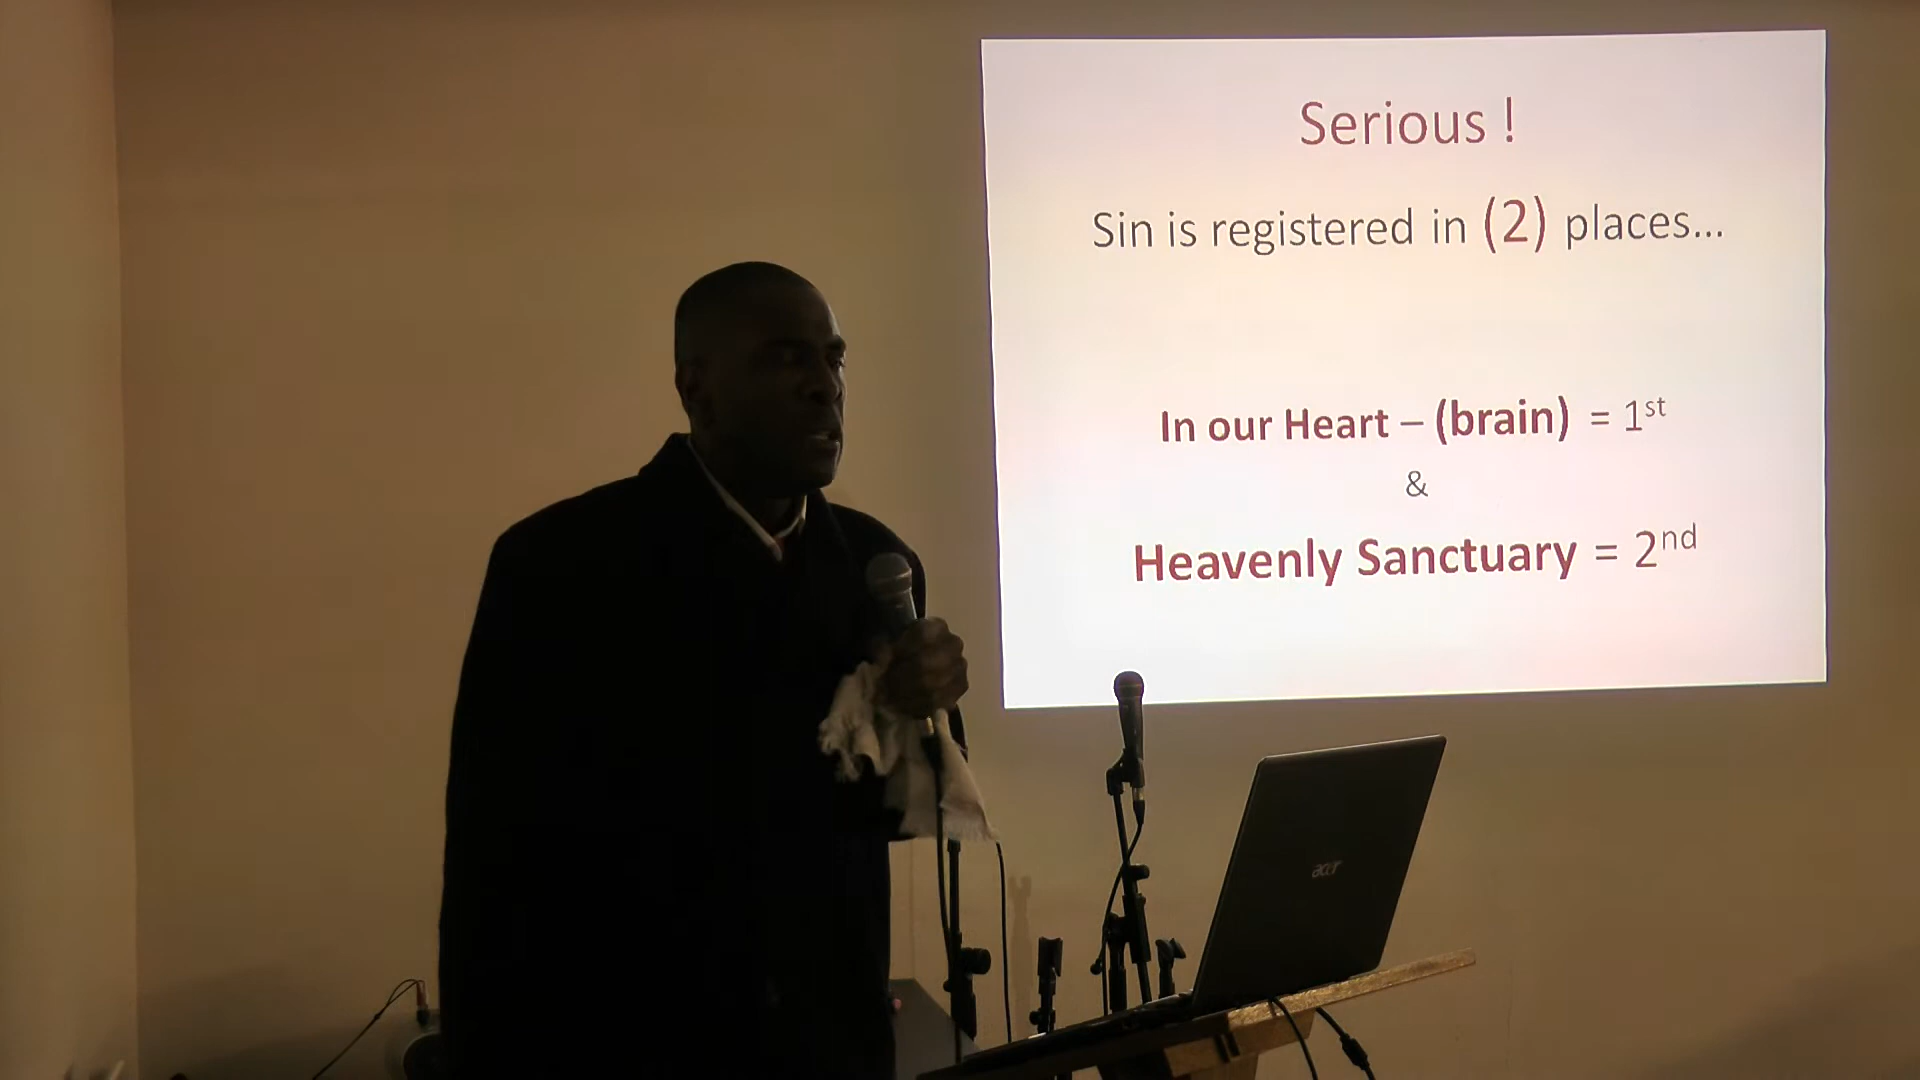 Serious !
Sin is registered in (2) places...
In our Heart – (brain) = 1st
&
Heavenly Sanctuary = 2nd
acer